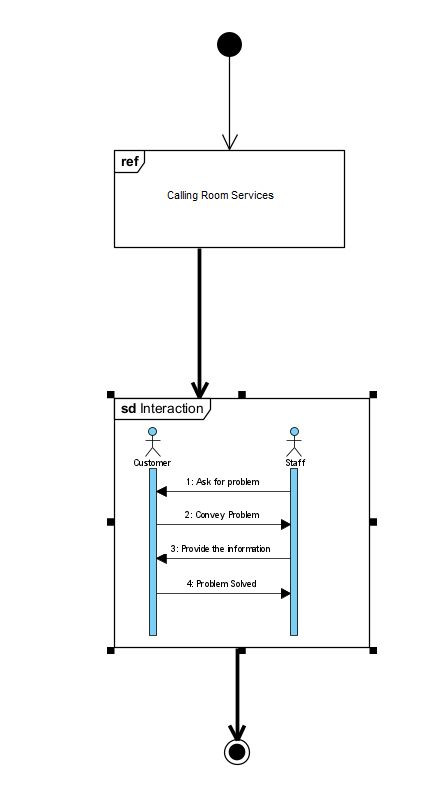 ref
Calling Room Services
sd Interaction
Customer
Staff
1: Ask for problem
2: Convey Problem
3: Provide the information
4: Problem Solved